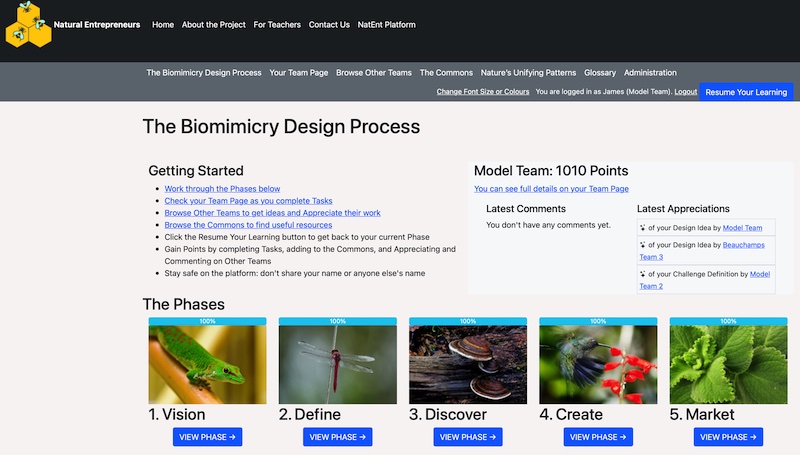 Natural Entrepreneurs Home About the Project For Teachers Contact Us NatEnt Platform
The Biomimicry Design Process Your Team Page Browse Other Teams The Commons Nature's Unifying Patterns Glossary Administration
Change Font Size or Colours You are logged in as James (Model Team). Logout Resume Your Learning
The Biomimicry Design Process
Getting Started
Work through the Phases below
Check your Team Page as you complete Tasks
Browse Other Teams to get ideas and Appreciate their work
Browse the Commons to find useful resources
Click the Resume Your Learning button to get back to your current Phase
Gain Points by completing Tasks, adding to the Commons, and Appreciating and
Commenting on Other Teams
Stay safe on the platform: don't share your name or anyone else's name
Model Team: 1010 Points
You can see full details on your Team Page
Latest Comments
You don't have any comments yet.
Latest Appreciations
of your Design Idea by Model Team
of your Design Idea by Beauchamps
Team 3
of your Challenge Definition by Model
Team 2
The Phases
100% 100% 100% 100% 100%
1. Vision 2. Define 3. Discover 4. Create 5. Market
VIEW PHASE → VIEW PHASE → VIEW PHASE → VIEW PHASE → VIEW PHASE →